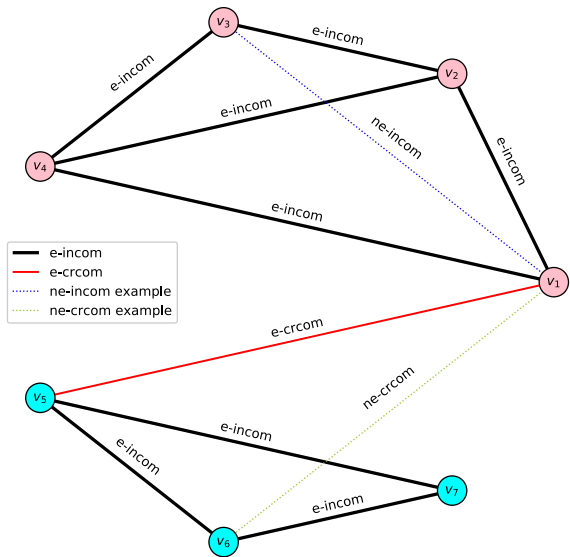 v3
e-incom
v2
e-incom
e-incom
ne-incom
e-incom
v4
e-incom
e-incom
e-crcom
ne-incom example
ne-crcom example
v1
e-crcom
ne-crcom
v5
e-incom
e-incom
v7
e-incom
v6